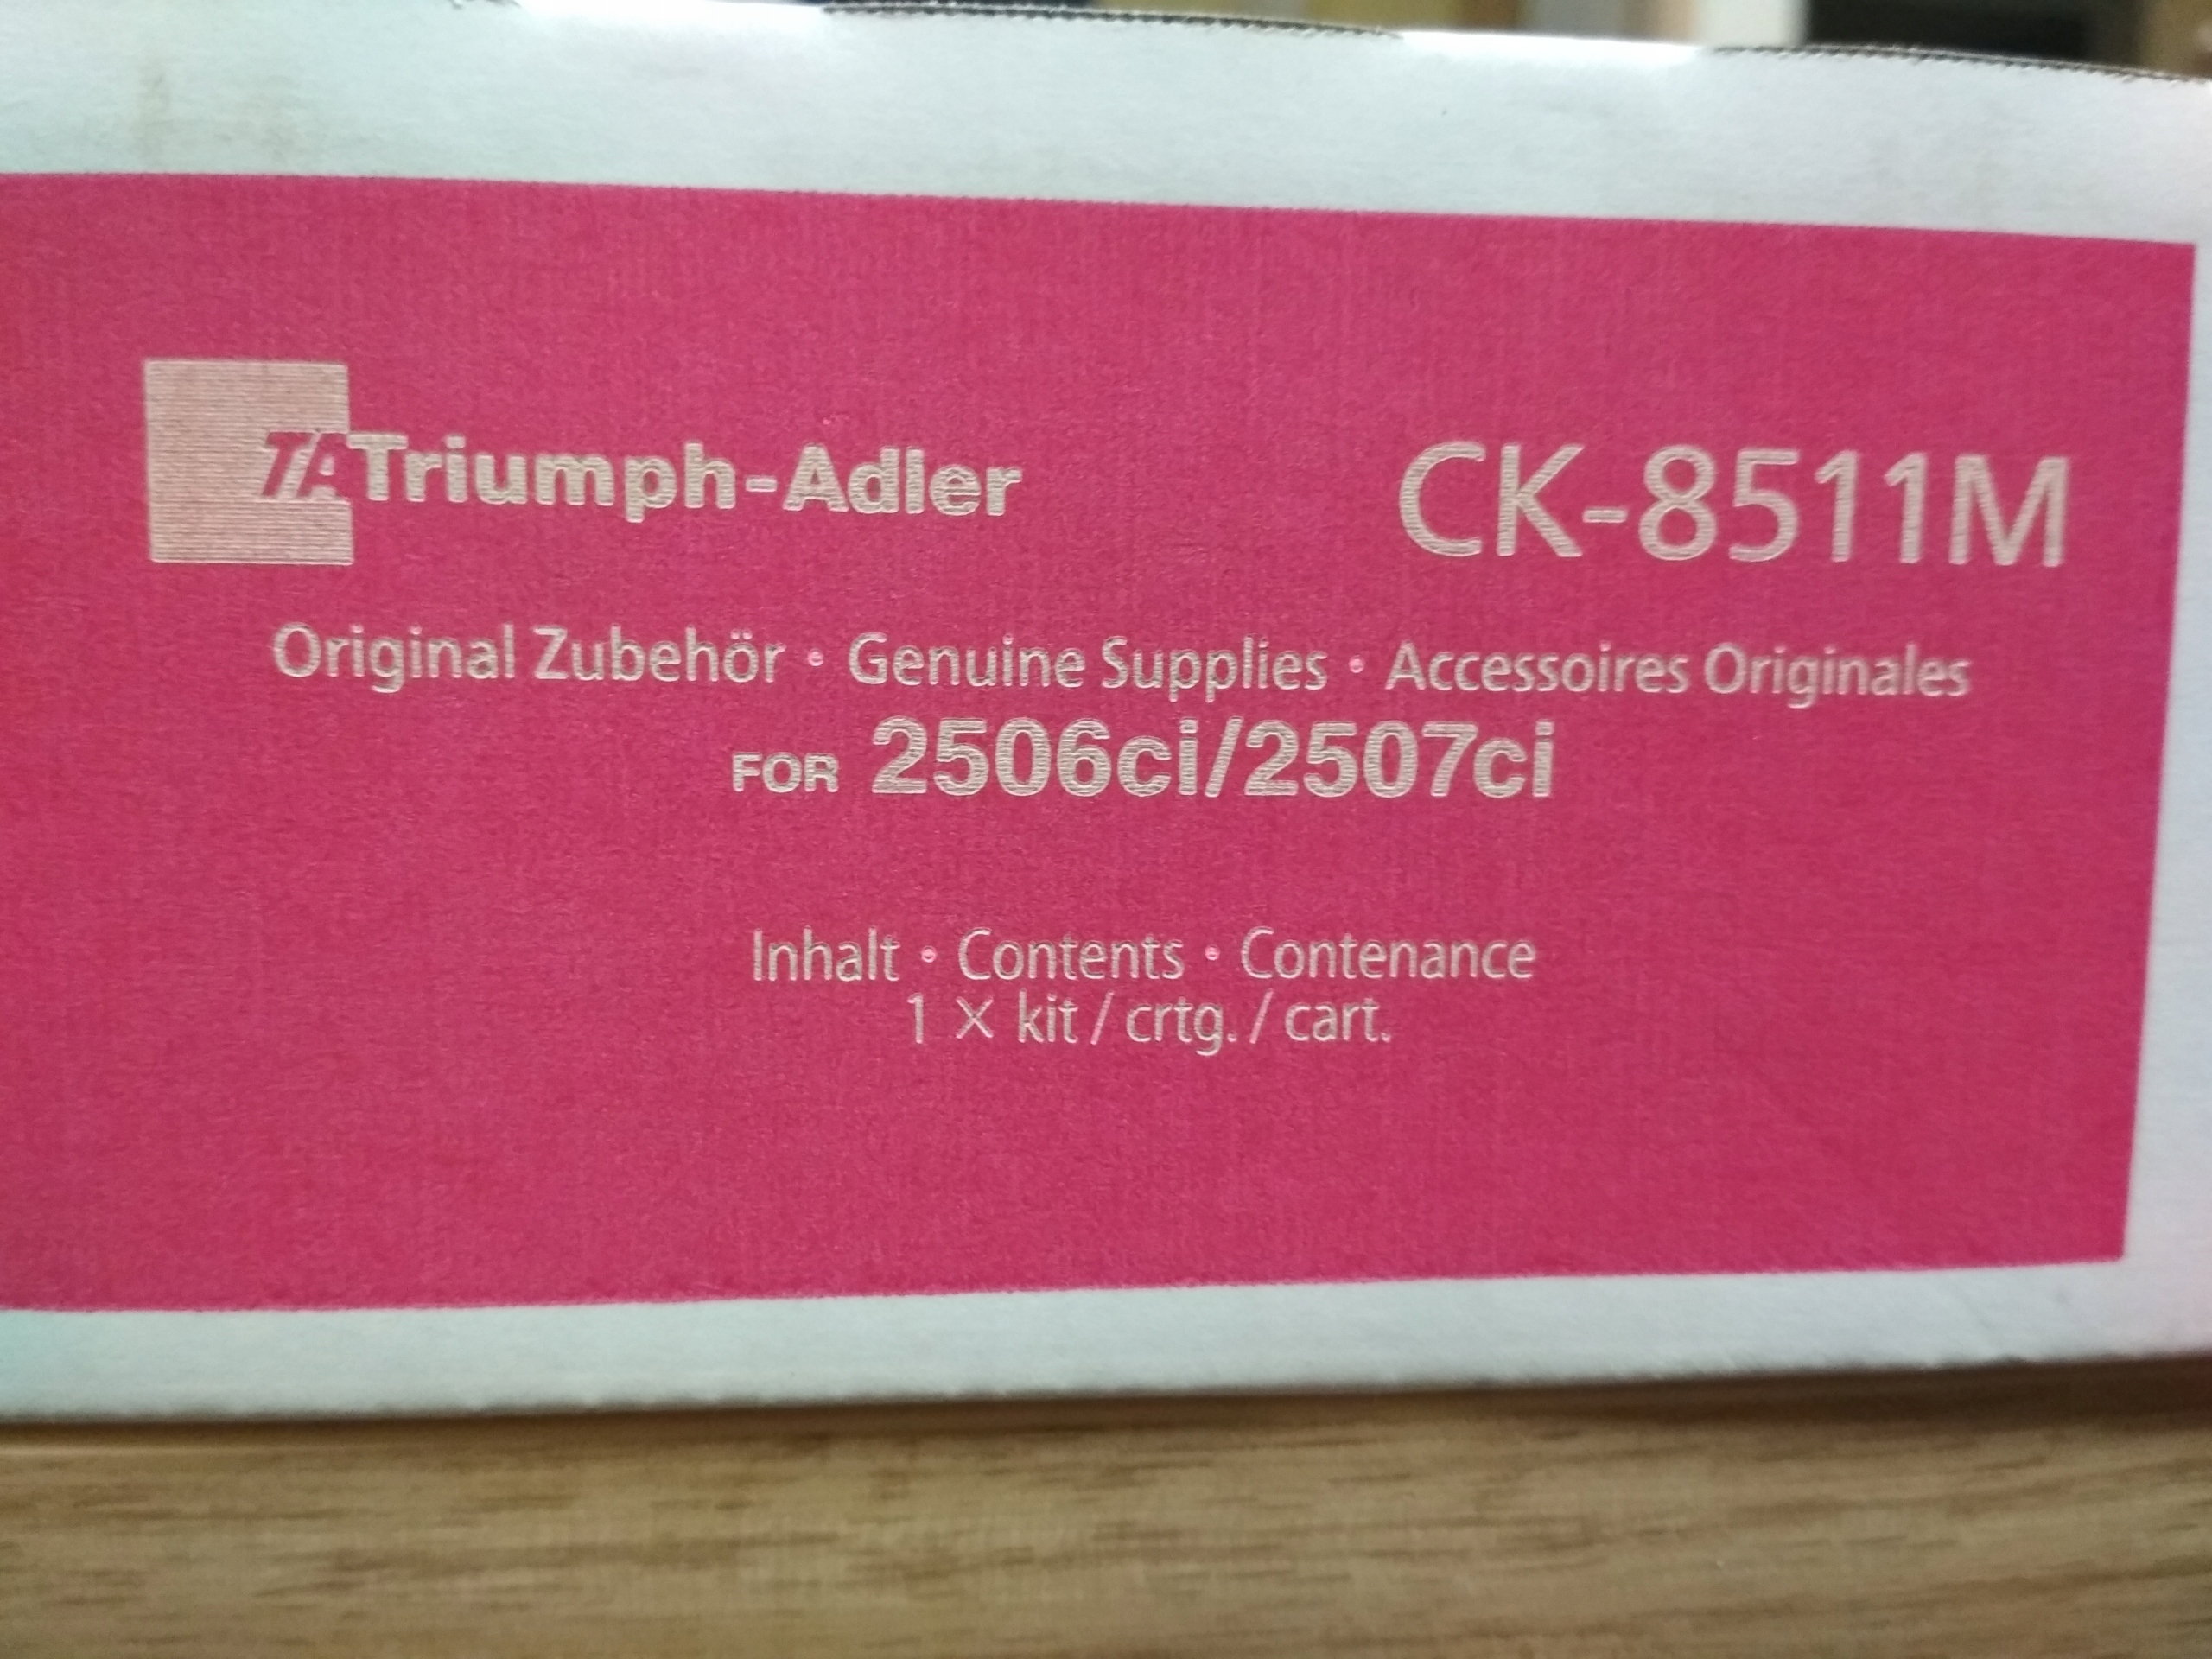 TA Triumph-Adler CK-8511M
Original Zubehör • Genuine Supplies • Accessoires Originales
FOR 2506ci/2507ci
Inhalt • Contents • Contenance
1 × kit / crtg. / cart.